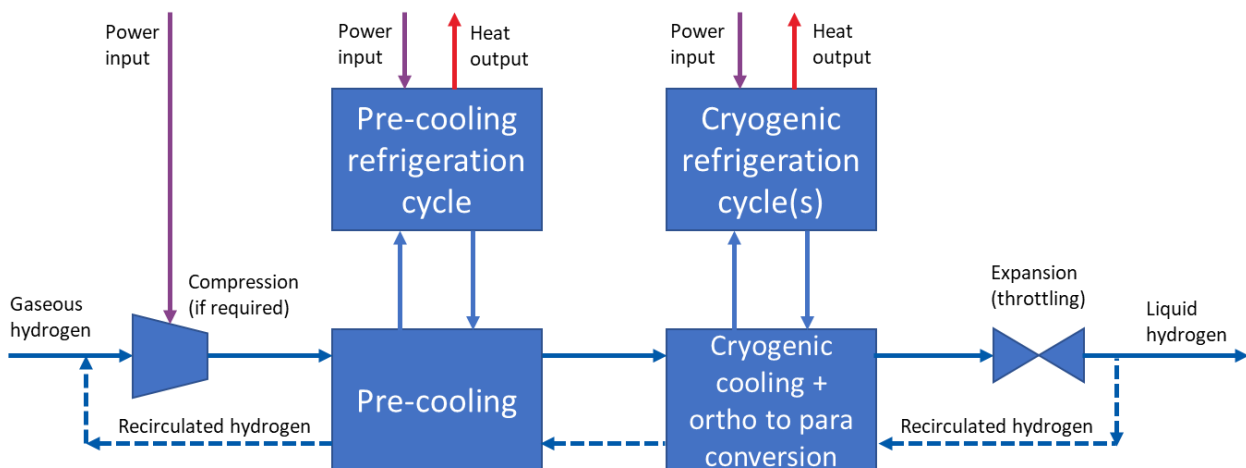 Power
input
Power
input
Heat
output
Power
input
Heat
output
Pre-cooling
refrigeration
cycle
Cryogenic
refrigeration
cycle(s)
Gaseous
hydrogen
Compression
(if required)
Expansion
(throttling)
Liquid
hydrogen
Pre-cooling
Cryogenic
cooling +
ortho to para
conversion
Recirculated hydrogen
Recirculated hydrogen